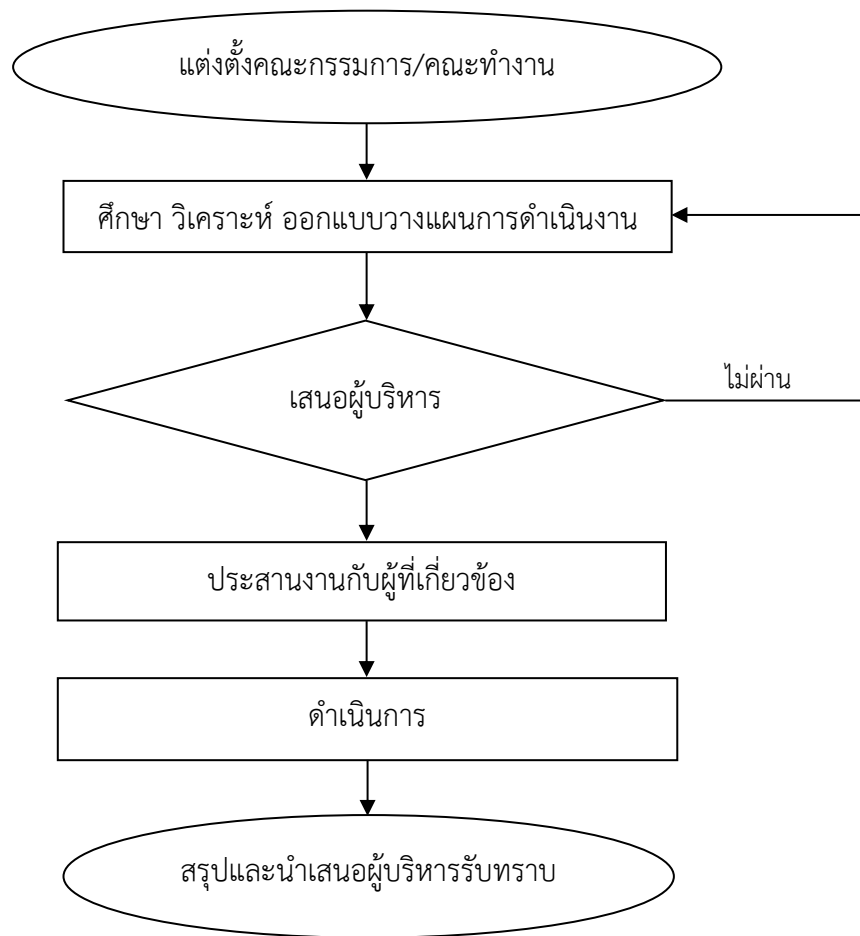 แต่งตั้งคณะกรรมการ/คณะทำงาน
ศึกษา วิเคราะห์ ออกแบบวางแผนการดำเนินงาน
เสนอผู้บริหาร
ไม่ผ่าน
ประสานงานกับผู้ที่เกี่ยวข้อง
ดำเนินการ
สรุปและนำเสนอผู้บริหารรับทราบ